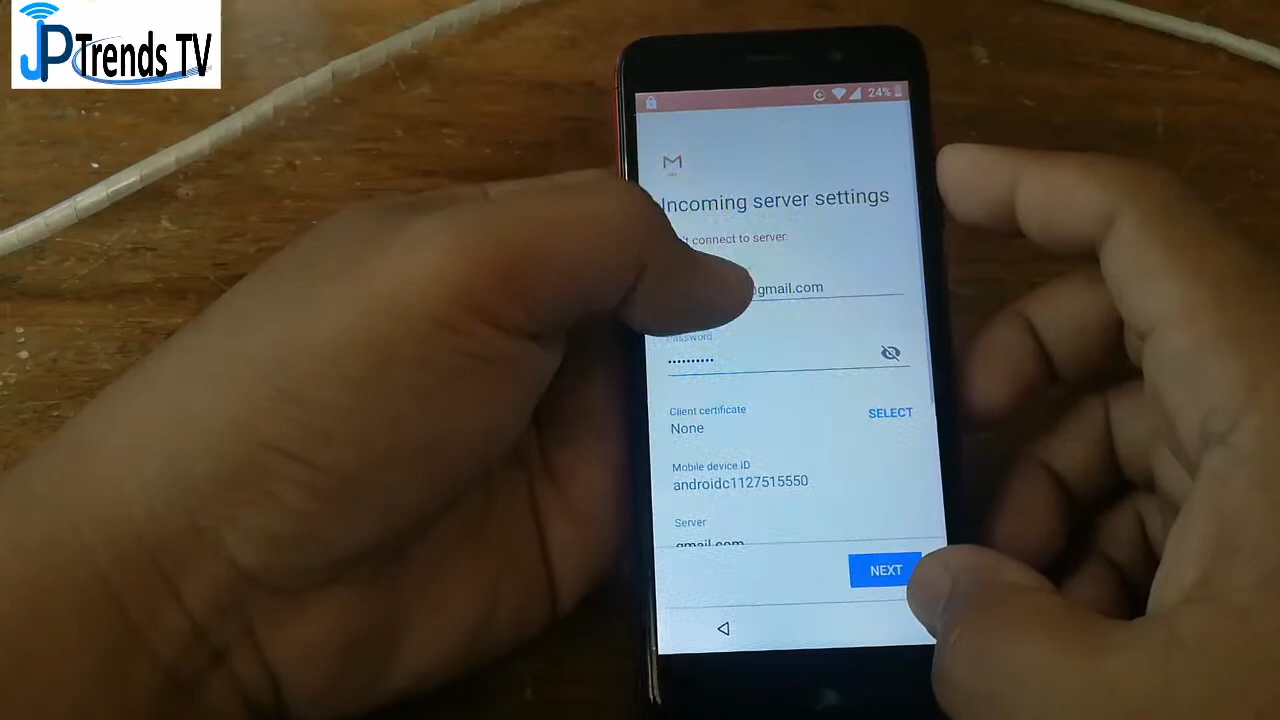 JP Trends TV
24%
Incoming server settings
connect to server.
@gmail.com
Password
••••••••••
Client certificate
None
SELECT
Mobile device ID
androidc1127515550
Server
gmail.com
NEXT